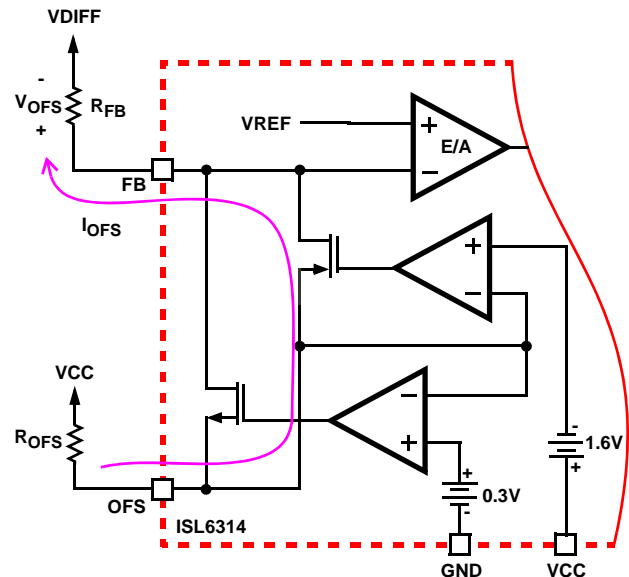 VDIFF
-
VOFS
+
RFB
VREF
+
E/A
−
FB
IOFS
+
−
VCC
ROFS
−
+
-
1.6V
+
+
0.3V
-
OFS
ISL6314
GND
VCC